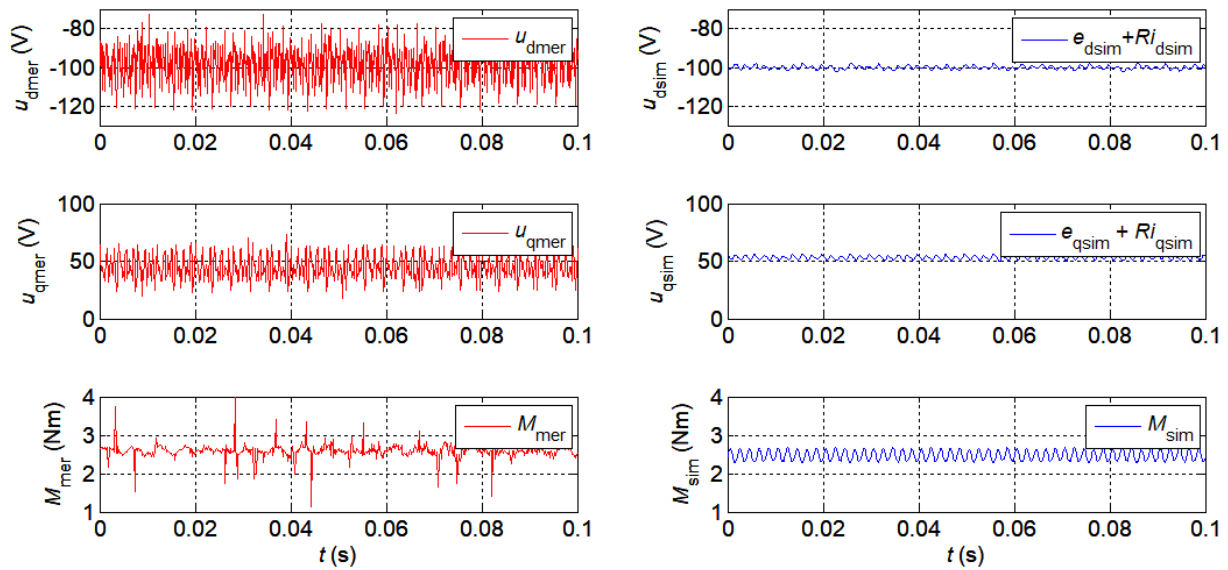 -80
-100
-120
u_dmer (V)
u_dmer
0 0.02 0.04 0.06 0.08 0.1
-80
-100
-120
u_dsim (V)
e_dsim+Ri_dsim
0 0.02 0.04 0.06 0.08 0.1
100
50
0
u_qmer (V)
u_qmer
0 0.02 0.04 0.06 0.08 0.1
100
50
0
u_qsim (V)
e_qsim + Ri_qsim
0 0.02 0.04 0.06 0.08 0.1
4
3
2
1
M_mer (Nm)
M_mer
0 0.02 0.04 0.06 0.08 0.1
t (s)
4
3
2
1
M_sim (Nm)
M_sim
0 0.02 0.04 0.06 0.08 0.1
t (s)